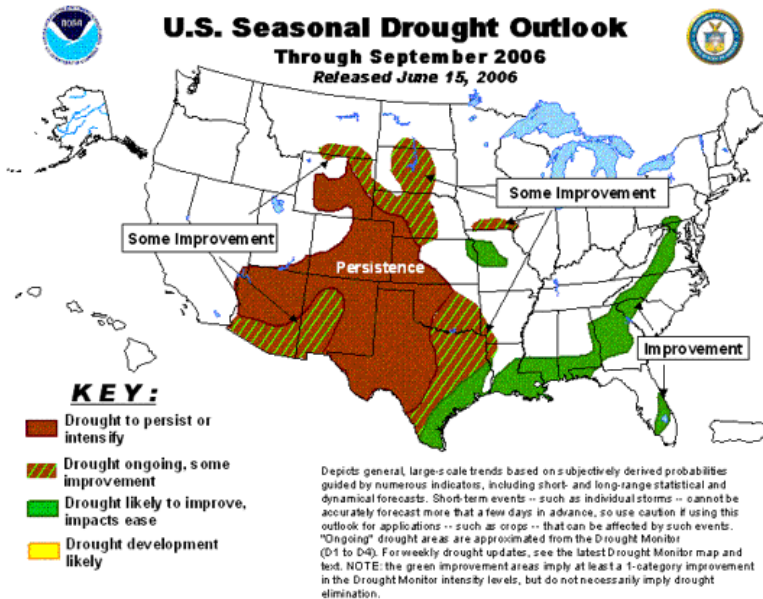 NOAA
U.S. Seasonal Drought Outlook
Through September 2006
Released June 15, 2006
Some Improvement
Some Improvement
Persistence
Improvement
KEY:
Drought to persist or
intensify
Drought ongoing, some
improvement
Drought likely to improve,
impacts ease
Drought development
likely
Depicts general, large-scale trends based on subjectively derived probabilities
guided by numerous indicators, including short- and long-range statistical and
dynamical forecasts. Short-term events -- such as individual storms -- cannot be
accurately forecast more that a few days in advance, so use caution if using this
outlook for applications -- such as crops -- that can be affected by such events.
"Ongoing" drought areas are approximated from the Drought Monitor
(D1 to D4). For weekly drought updates, see the latest Drought Monitor map and
text. NOTE: the green improvement areas imply at least a 1-category improvement
in the Drought Monitor intensity levels, but do not necessarily imply drought
elimination.